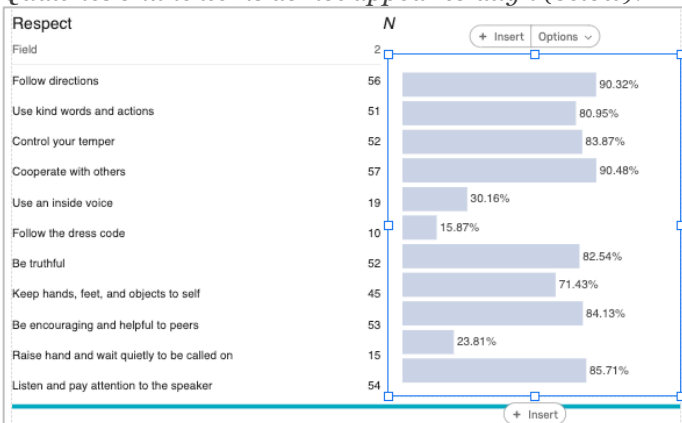 Respect N
+ Insert Options
Field 2
Follow directions 56 90.32%
Use kind words and actions 51 80.95%
Control your temper 52 83.87%
Cooperate with others 57 90.48%
Use an inside voice 19 30.16%
Follow the dress code 10 15.87%
Be truthful 52 82.54%
Keep hands, feet, and objects to self 45 71.43%
Be encouraging and helpful to peers 53 84.13%
Raise hand and wait quietly to be called on 15 23.81%
Listen and pay attention to the speaker 54 85.71%
+ Insert